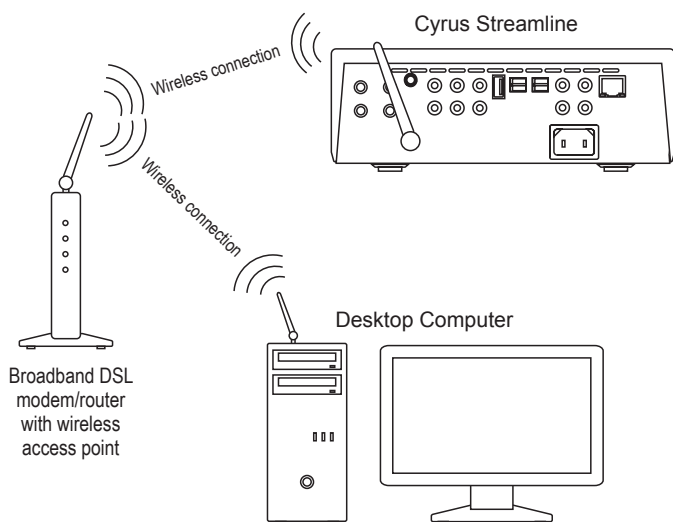 Cyrus Streamline
Wireless connection
Wireless connection
Desktop Computer
Broadband DSL
modem/router
with wireless
access point